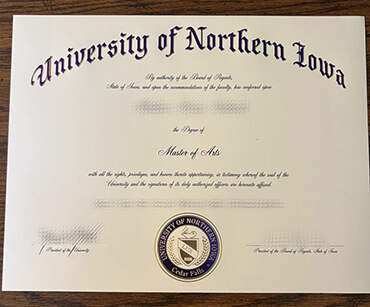 University of Northern Iowa
By authority of the Board of Regents,
State of Iowa, and upon the recommendation of the faculty, has conferred upon
the Degree of
Master of Arts
with all the rights, privileges, and honors thereto appertaining, in testimony whereof the seal of the
University and the signatures of its duly authorized officers are hereunto affixed.
UNIVERSITY OF NORTHERN IOWA
Cedar Falls
President of the University
President of the Board of Regents, State of Iowa